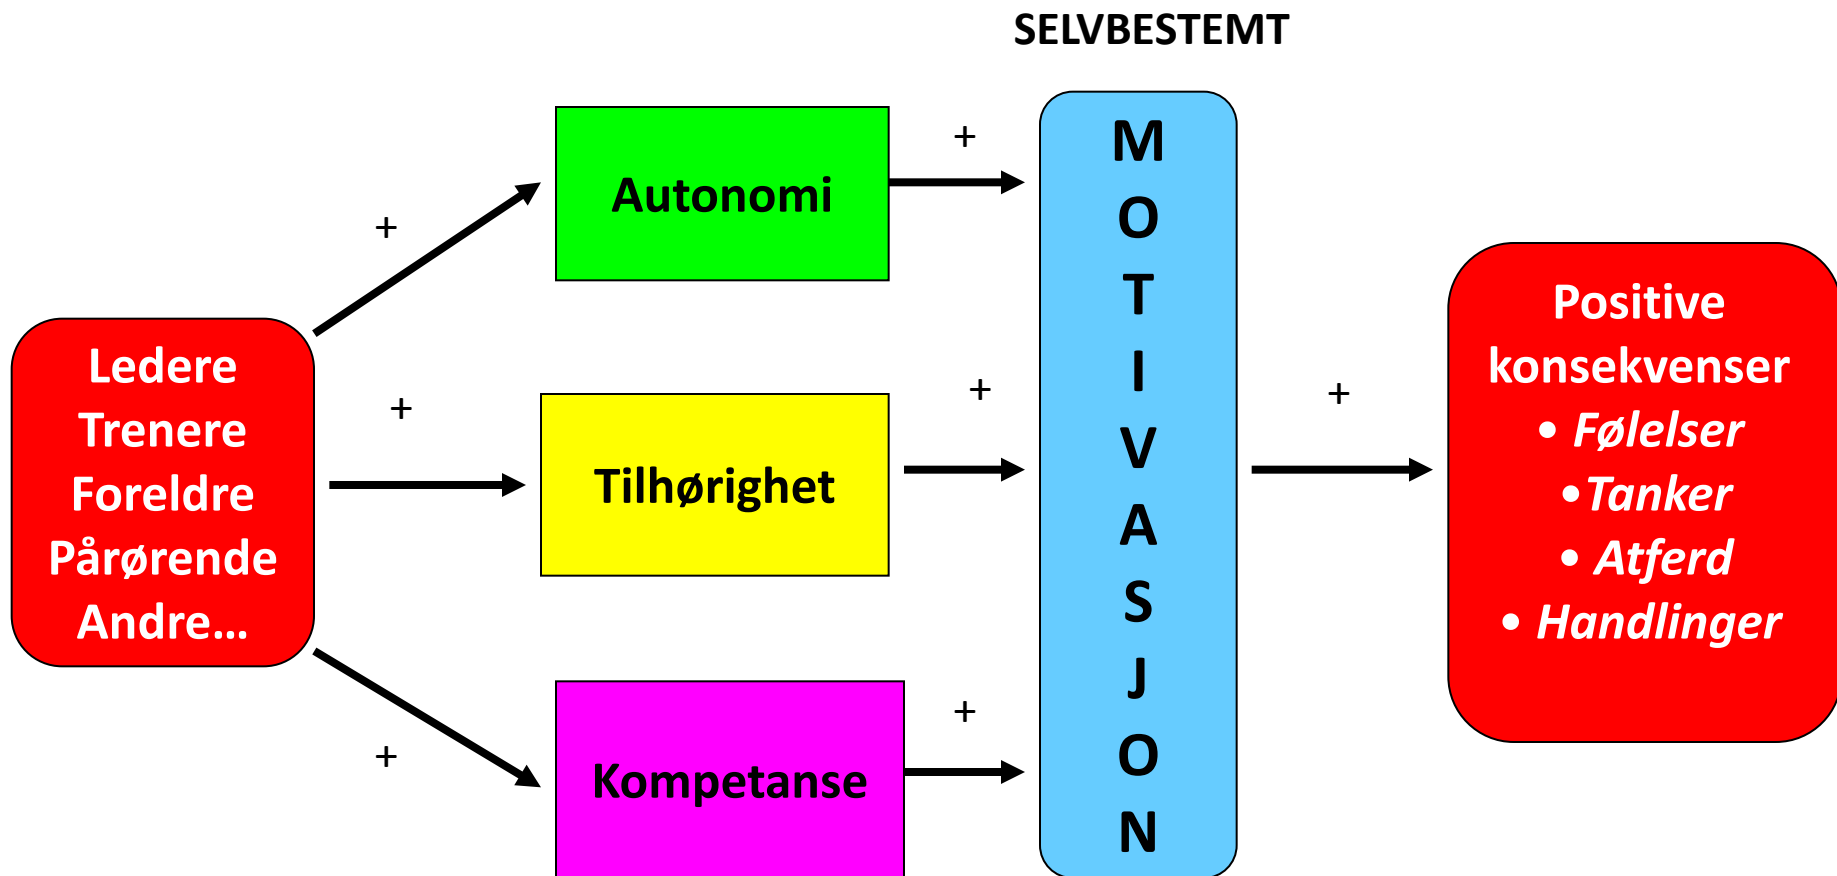 SELVBESTEMT
Ledere
Trenere
Foreldre
Pårørende
Andre...
+
+
+
Autonomi
Tilhørighet
Kompetanse
+
+
+
M
O
T
I
V
A
S
J
O
N
+
Positive
konsekvenser
• Følelser
•Tanker
• Atferd
• Handlinger